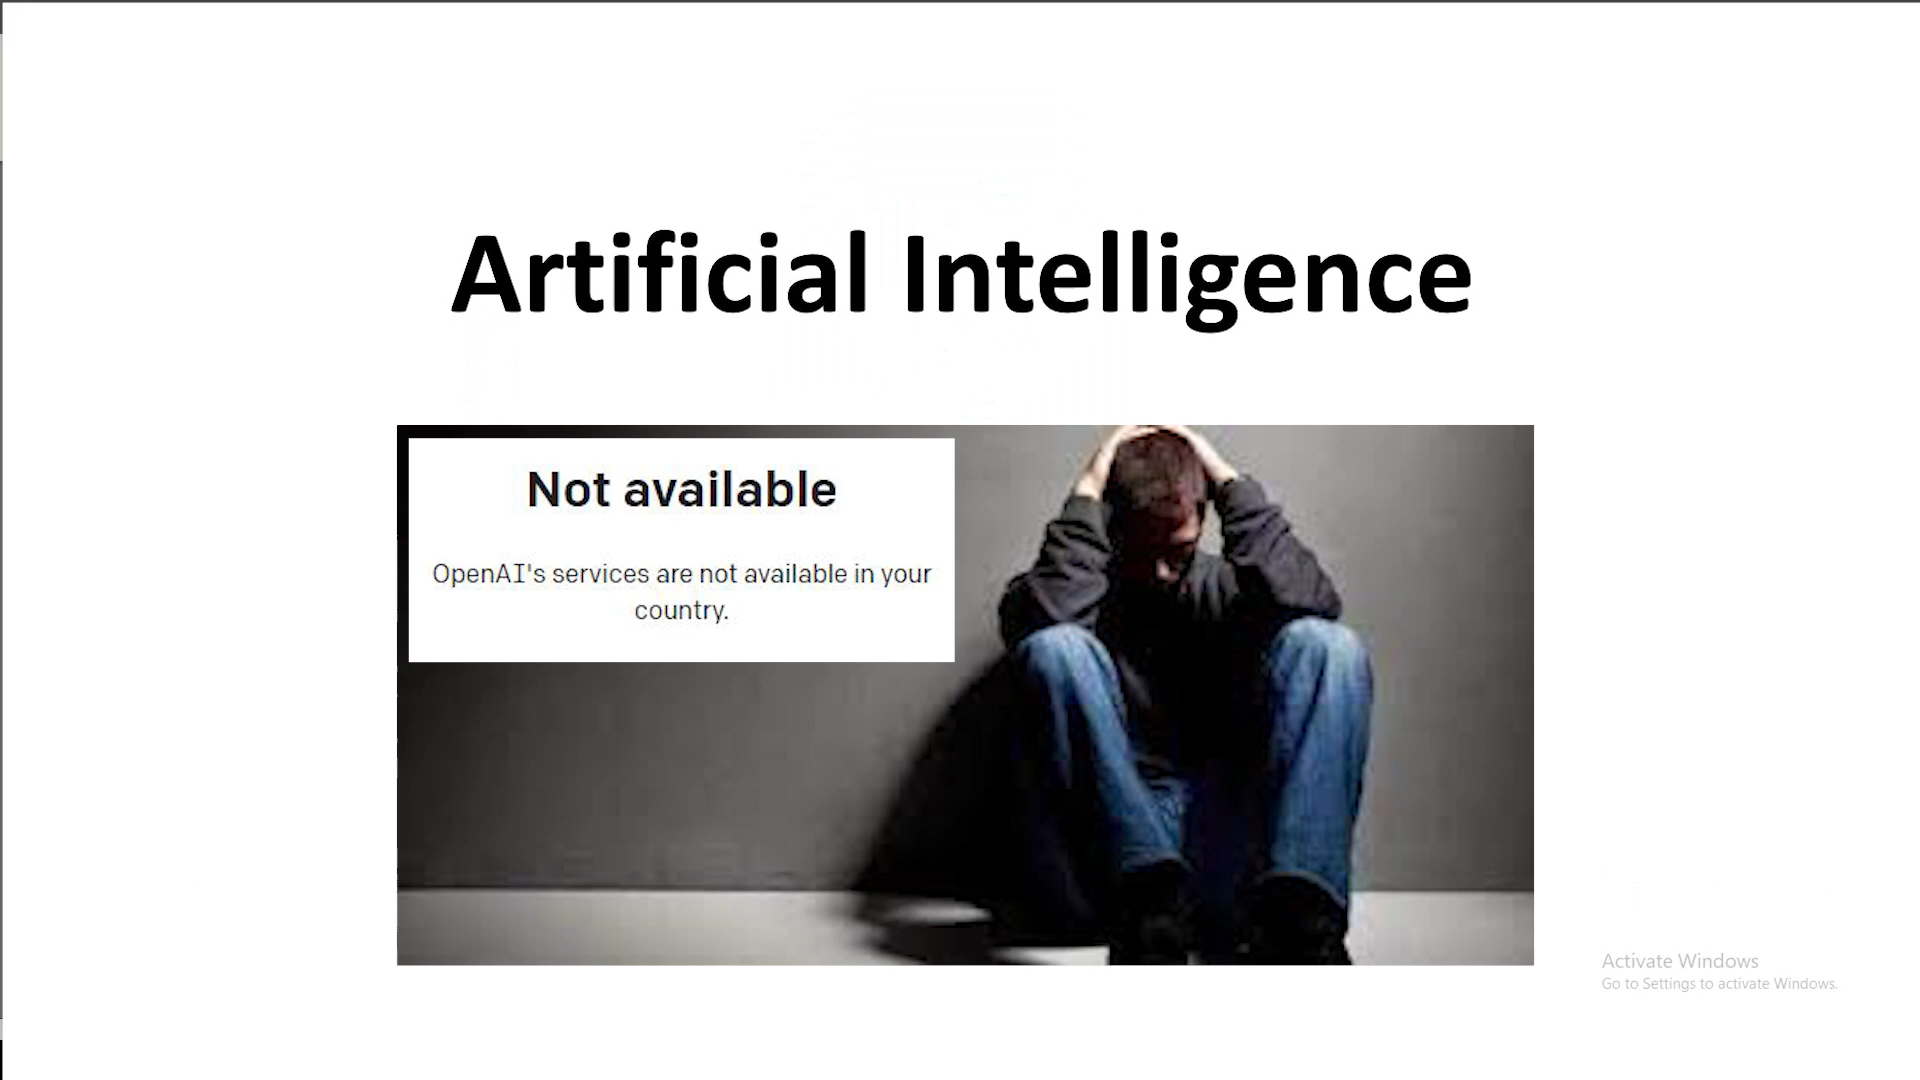 Artificial Intelligence
Not available
OpenAI's services are not available in your
country.
Activate Windows
Go to Settings to activate Windows.